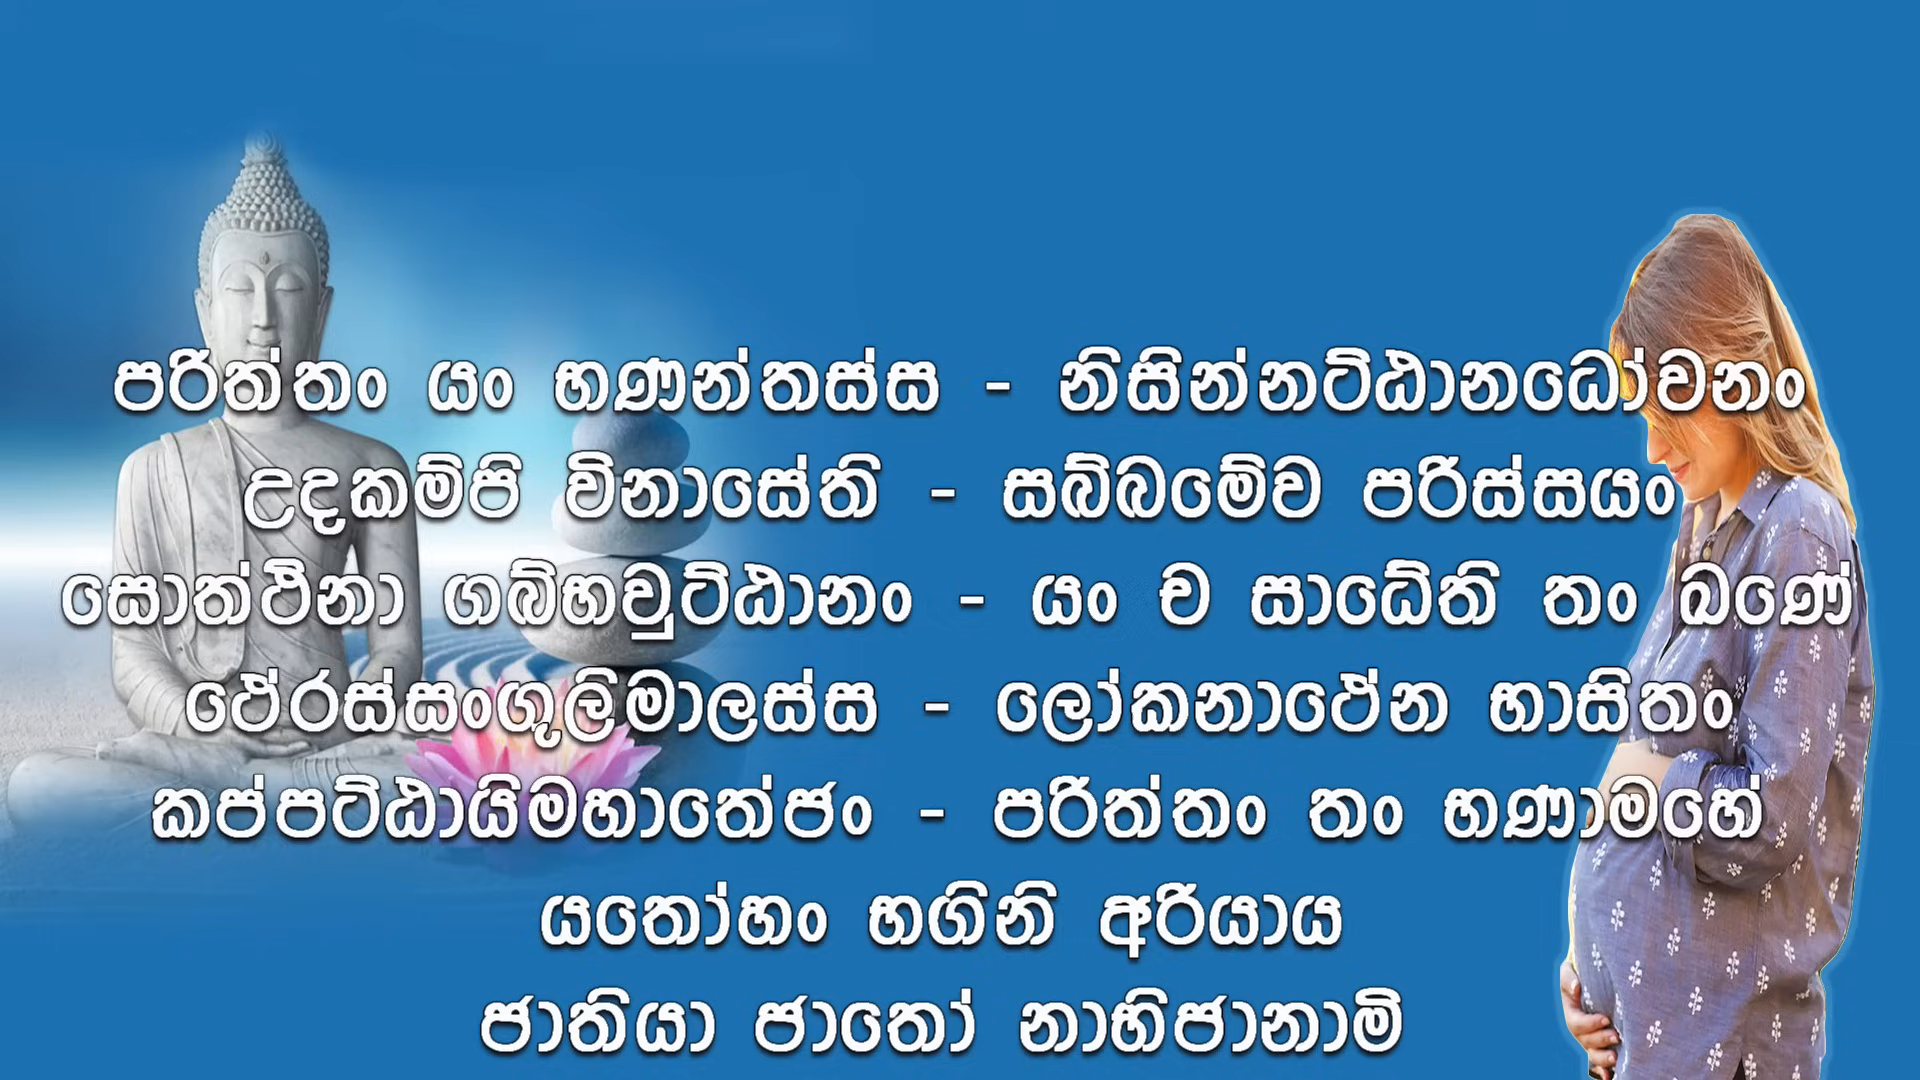 පරිත්තං යං භණන්තස්ස - නිසින්නට්ඨානධෝවනං
උදකම්පි විනාසේති - සබ්බමේව පරිස්සයං
සොත්ථිනා ගබ්භවුට්ඨානං - යං ච සාධේති තං ඛණේ
ථේරස්සංගුලිමාලස්ස - ලෝකනාථේන භාසිතං
කප්පට්ඨායිමහාතේජං - පරිත්තං තං භණාමහේ
යතෝහං භගිනි අරියාය
ජාතියා ජාතෝ නාභිජානාමි